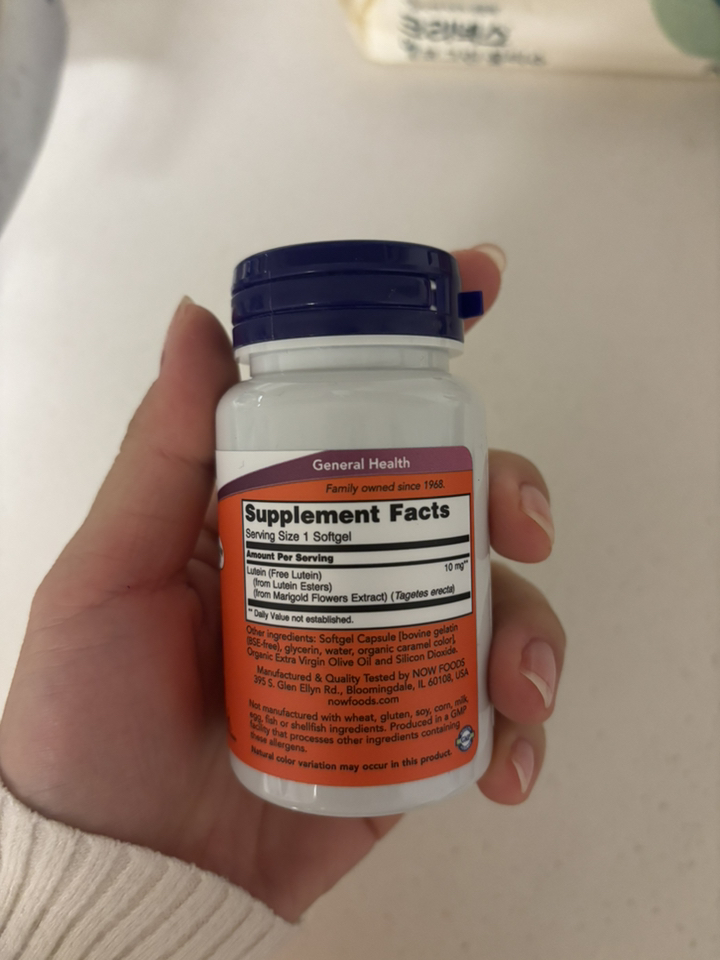 General Health
Family owned since 1968.
Supplement Facts
Serving Size 1 Softgel
Amount Per Serving
Lutein (Free Lutein) 10 mg**
(from Lutein Esters)
(from Marigold Flowers Extract) (Tagetes erecta)
** Daily Value not established.
Other ingredients: Softgel Capsule [bovine gelatin
(BSE-free), glycerin, water, organic caramel color],
Organic Extra Virgin Olive Oil and Silicon Dioxide.
Manufactured & Quality Tested by NOW FOODS
395 S. Glen Ellyn Rd., Bloomingdale, IL 60108, USA
nowfoods.com
Not manufactured with wheat, gluten, soy, corn, milk,
egg, fish or shellfish ingredients. Produced in a GMP
facility that processes other ingredients containing
these allergens.
Natural color variation may occur in this product.